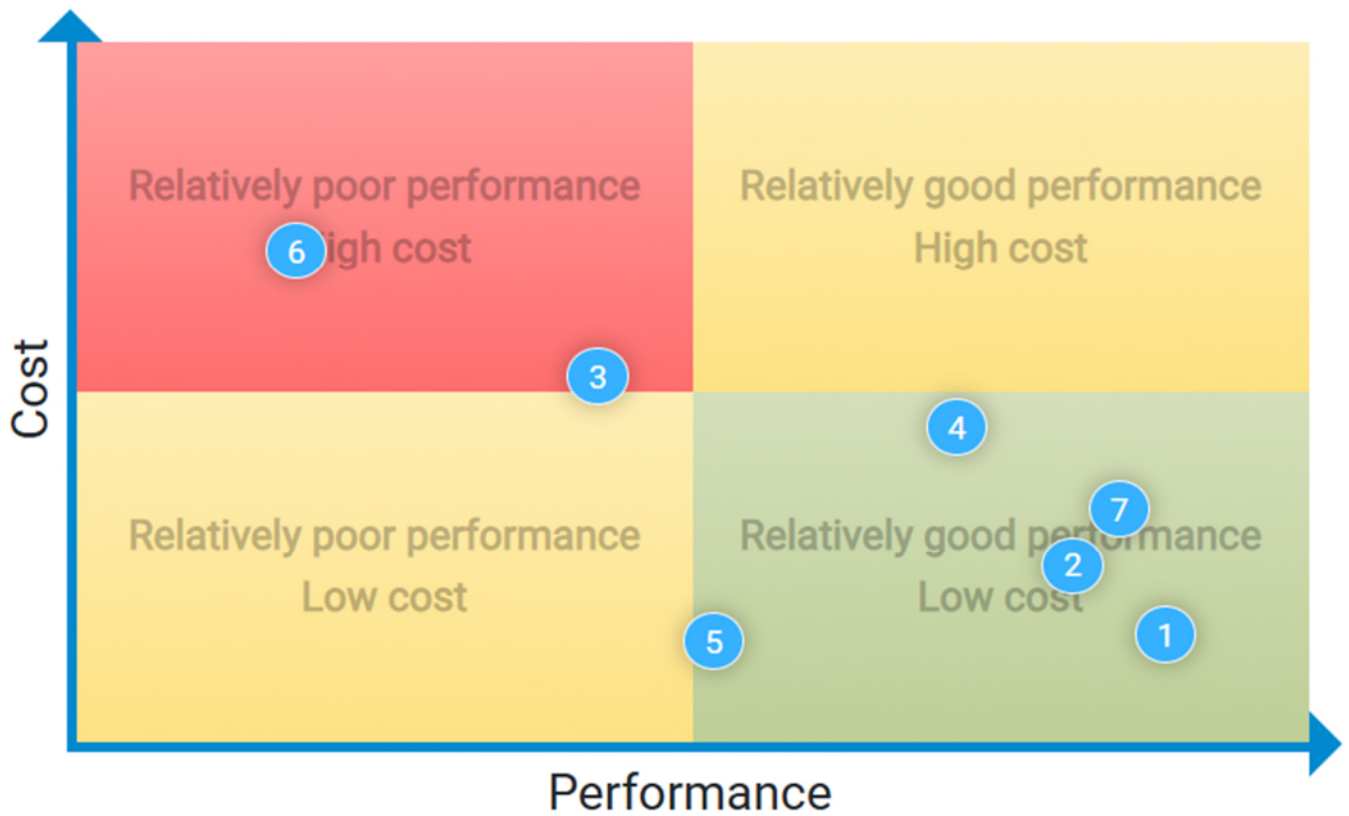 Relatively poor performance
High cost
Relatively good performance
High cost
6
3
Cost
4
7
Relatively poor performance
Low cost
Relatively good performance
Low cost
2
5
1
Performance